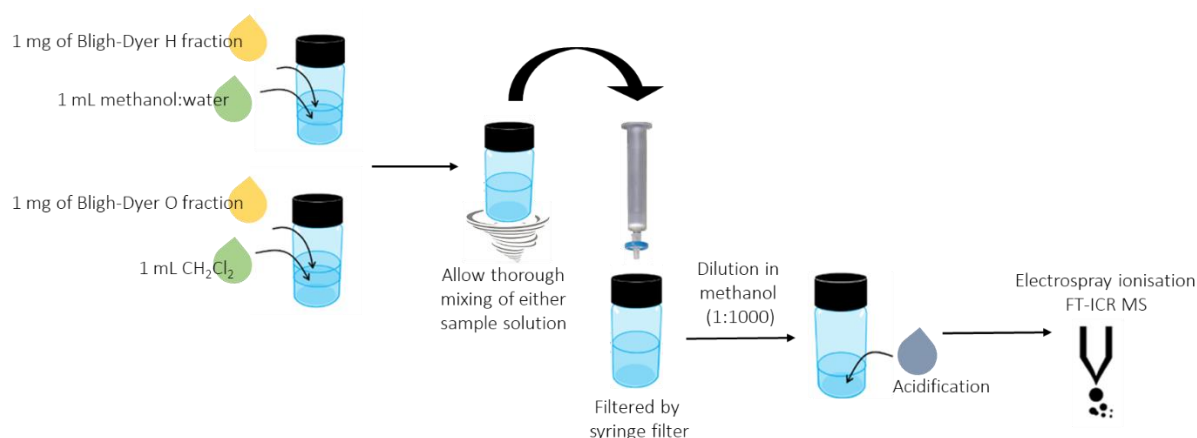 1 mg of Bligh-Dyer H fraction
1 mL methanol:water
1 mg of Bligh-Dyer O fraction
1 mL CH₂Cl₂
Allow thorough
mixing of either
sample solution
Filtered by
syringe filter
Dilution in
methanol
(1:1000)
Acidification
Electrospray ionisation
FT-ICR MS